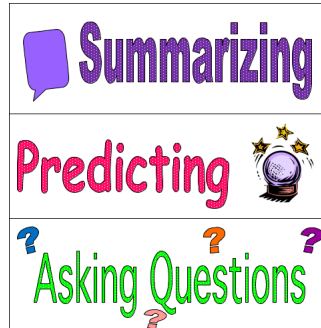 Summarizing
Predicting
? ? ?
Asking Questions
?